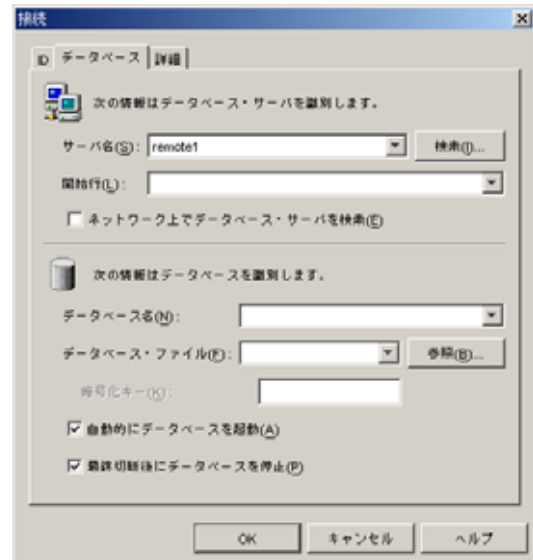 接続
ID データベース 詳細
次の情報はデータベース・サーバを識別します。
サーバ名(S): remote1 検索(I)...
開始行(L):
ネットワーク上でデータベース・サーバを検索(E)
次の情報はデータベースを識別します。
データベース名(N):
データベース・ファイル(F): 参照(B)...
暗号化キー(K):
自動的にデータベースを起動(A)
最終切断後にデータベースを停止(P)
OK キャンセル ヘルプ